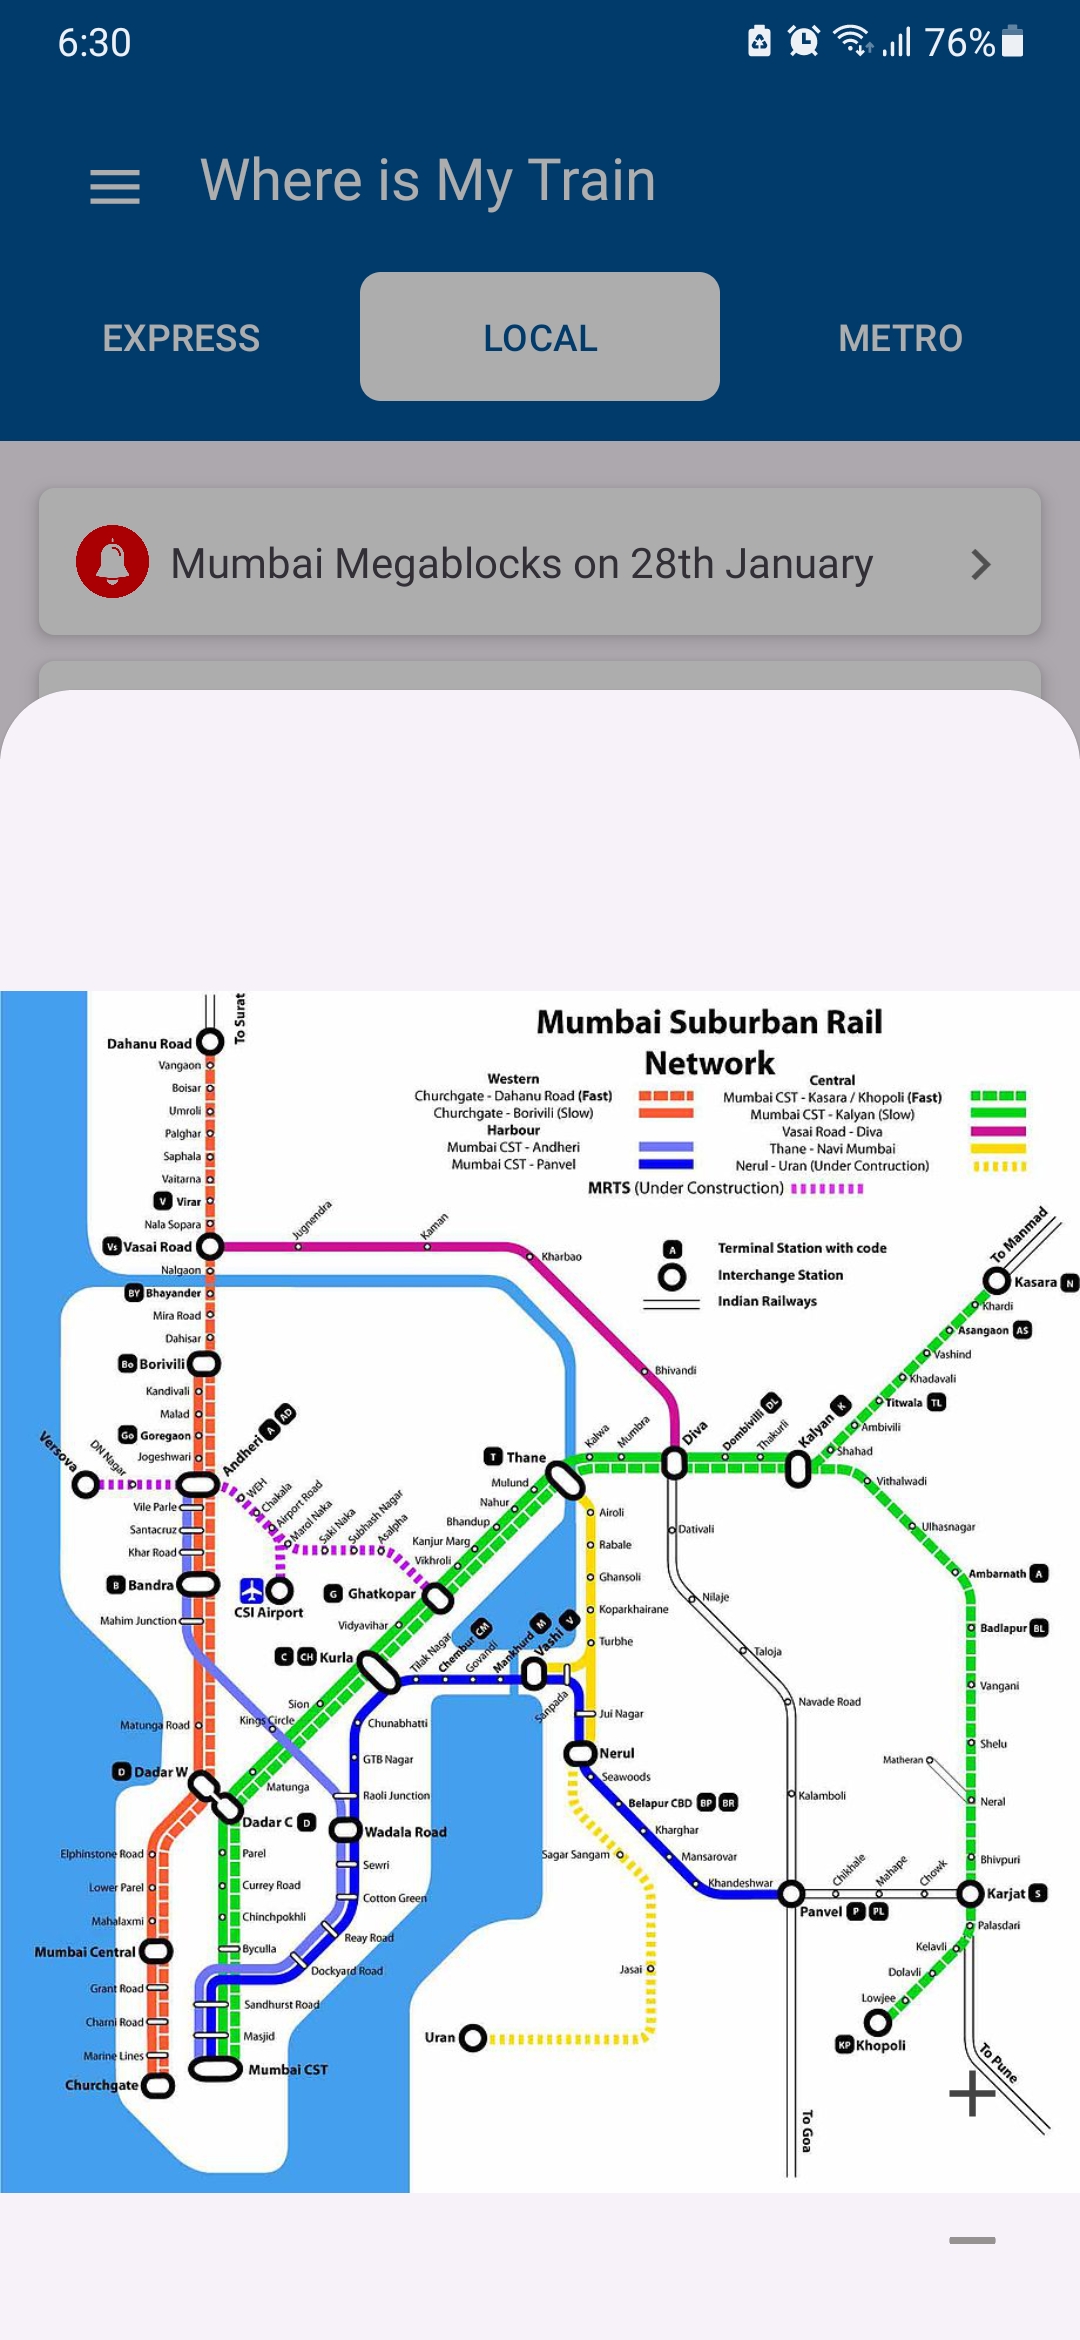 6:30
76%
Where is My Train
EXPRESS
LOCAL
METRO
Mumbai Megablocks on 28th January
Mumbai Suburban Rail
Network
Western
Churchgate - Dahanu Road (Fast)
Churchgate - Borivili (Slow)
Harbour
Mumbai CST - Andheri
Mumbai CST - Panvel
Central
Mumbai CST - Kasara / Khopoli (Fast)
Mumbai CST - Kalyan (Slow)
Vasai Road - Diva
Thane - Navi Mumbai
Nerul - Uran (Under Contruction)
MRTS (Under Construction)
A Terminal Station with code
Interchange Station
Indian Railways
To Surat
Dahanu Road
Vangaon
Boisar
Umroli
Palghar
Saphala
Vaitarna
V Virar
Nala Sopara
Vs Vasai Road
Nalgaon
BY Bhayander
Mira Road
Dahisar
Bo Borivili
Kandivali
Malad
Go Goregaon
Jogeshwari
Andheri A AD
Versova
DN Nagar
Vile Parle
Santacruz
Khar Road
B Bandra
Mahim Junction
Matunga Road
D Dadar W
Elphinstone Road
Lower Parel
Mahalaxmi
Mumbai Central
Grant Road
Charni Road
Marine Lines
Churchgate
WEH
Chakala
Airport Road
Marol Naka
Saki Naka
Subhash Nagar
Asalpha
CSI Airport
Jugnendra
Kaman
Kharbao
Bhivandi
To Manmad
Kasara N
Khardi
Asangaon AS
Vashind
Khadavali
Titwala TL
Ambivili
Shahad
Kalyan K
Thakurli
Dombivilli DL
Diva
Mumbra
Kalwa
T Thane
Mulund
Nahur
Bhandup
Kanjur Marg
Vikhroli
G Ghatkopar
Vidyavihar
C CH Kurla
Sion
Kings Circle
Matunga
Dadar C D
Parel
Currey Road
Chinchpokhli
Byculla
Sandhurst Road
Masjid
Mumbai CST
Tilak Nagar
Chembur CM
Govandi
Mankhurd M
Vashi V
Sanpada
Chunabhatti
GTB Nagar
Raoli Junction
Wadala Road
Sewri
Cotton Green
Reay Road
Dockyard Road
Airoli
Rabale
Ghansoli
Koparkhairane
Turbhe
Jui Nagar
Nerul
Seawoods
Belapur CBD BP BR
Kharghar
Mansarovar
Khandeshwar
Panvel P PL
Sagar Sangam
Jasai
Uran
Dativali
Nilaje
Taloja
Navade Road
Kalamboli
Chikhale
Mahape
Chowk
Vithalwadi
Ulhasnagar
Ambarnath A
Badlapur BL
Vangani
Shelu
Matheran
Neral
Bhivpuri
Karjat S
Palasdari
Kelavli
Dolavli
Lowjee
KP Khopoli
To Pune
To Goa